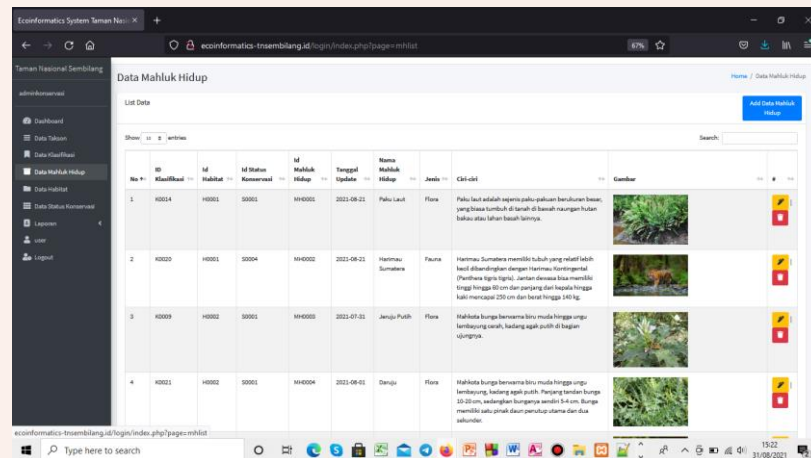 Ecoinformatics System Taman Nasi
ecoinformatics-tnsembilang.id/login/index.php?page=mhlist
67%
Taman Nasional Sembilang
adminkonservasi
Dashboard
Data Takson
Data Klasifikasi
Data Mahluk Hidup
Data Habitat
Data Status Konservasi
Laporan
user
Logout
Data Mahluk Hidup
Home / Data Mahluk Hidup
List Data
Add Data Mahluk
Hidup
Show 10 entries
Search:
No
ID
Klasifikasi
Id
Habitat
Id Status
Konservasi
Id
Mahluk
Hidup
Tanggal
Update
Nama
Mahluk
Hidup
Jenis
Ciri-ciri
Gambar
#
1 K0014 H0001 S0001 MH0001 2021-08-21 Paku Laut Flora
Paku laut adalah sejenis paku-pakuan berukuran besar,
yang biasa tumbuh di tanah di bawah naungan hutan
bakau atau lahan basah lainnya.
2 K0020 H0001 S0004 MH0002 2021-08-21 Harimau
Sumatera
Fauna
Harimau Sumatera memiliki tubuh yang relatif lebih
kecil dibandingkan dengan Harimau Kontingental
(Panthera tigris tigris). Jantan dewasa bisa memiliki
tinggi hingga 60 cm dan panjang dari kepala hingga
kaki mencapai 250 cm dan berat hingga 140 kg.
3 K0009 H0002 S0001 MH0003 2021-07-31 Jeruju Putih Flora
Mahkota bunga berwarna biru muda hingga ungu
lembayung cerah, kadang agak putih di bagian
ujungnya.
4 K0021 H0002 S0001 MH0004 2021-08-01 Daruju Flora
Mahkota bunga berwarna biru muda hingga ungu
lembayung, kadang agak putih. Panjang tandan bunga
10-20 cm, sedangkan bunganya sendiri 5-4 cm. Bunga
memiliki satu pinak daun penutup utama dan dua
sekunder.
ecoinformatics-tnsembilang.id/login/index.php?page=mhlist
Type here to search
15:22
31/08/2021